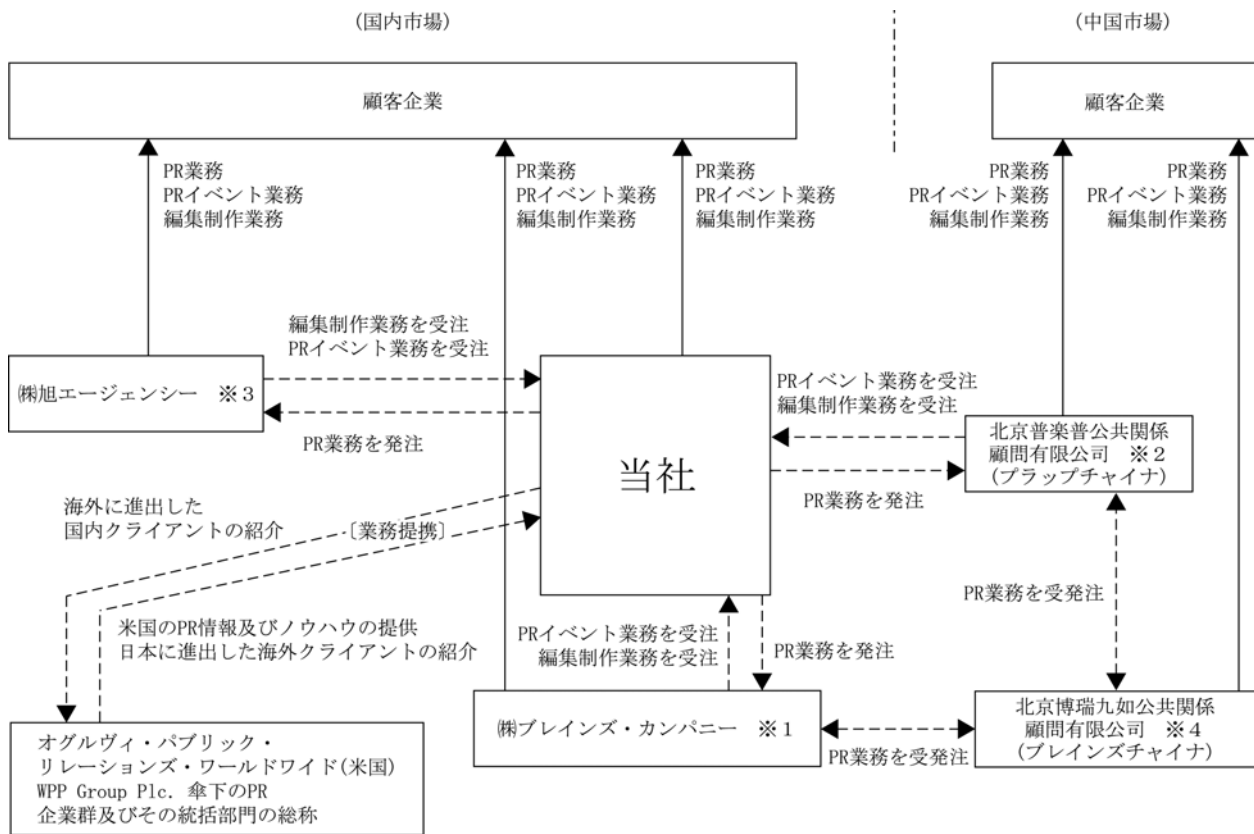 (国内市場)
(中国市場)
顧客企業
顧客企業
PR業務
PRイベント業務
編集制作業務
PR業務
PRイベント業務
編集制作業務
PR業務
PRイベント業務
編集制作業務
PR業務
PRイベント業務
編集制作業務
PR業務
PRイベント業務
編集制作業務
編集制作業務を受注
PRイベント業務を受注
㈱旭エージェンシー ※3
PR業務を発注
当社
PRイベント業務を受注
編集制作業務を受注
北京普楽普公共関係
顧問有限公司 ※2
(プラップチャイナ)
PR業務を発注
海外に進出した
国内クライアントの紹介
〔業務提携〕
米国のPR情報及びノウハウの提供
日本に進出した海外クライアントの紹介
PRイベント業務を受注
編集制作業務を受注
PR業務を発注
PR業務を受発注
㈱ブレインズ・カンパニー ※1
PR業務を受発注
北京博瑞九如公共関係
顧問有限公司 ※4
(ブレインズチャイナ)
オグルヴィ・パブリック・
リレーションズ・ワールドワイド(米国)
WPP Group Plc. 傘下のPR
企業群及びその統括部門の総称